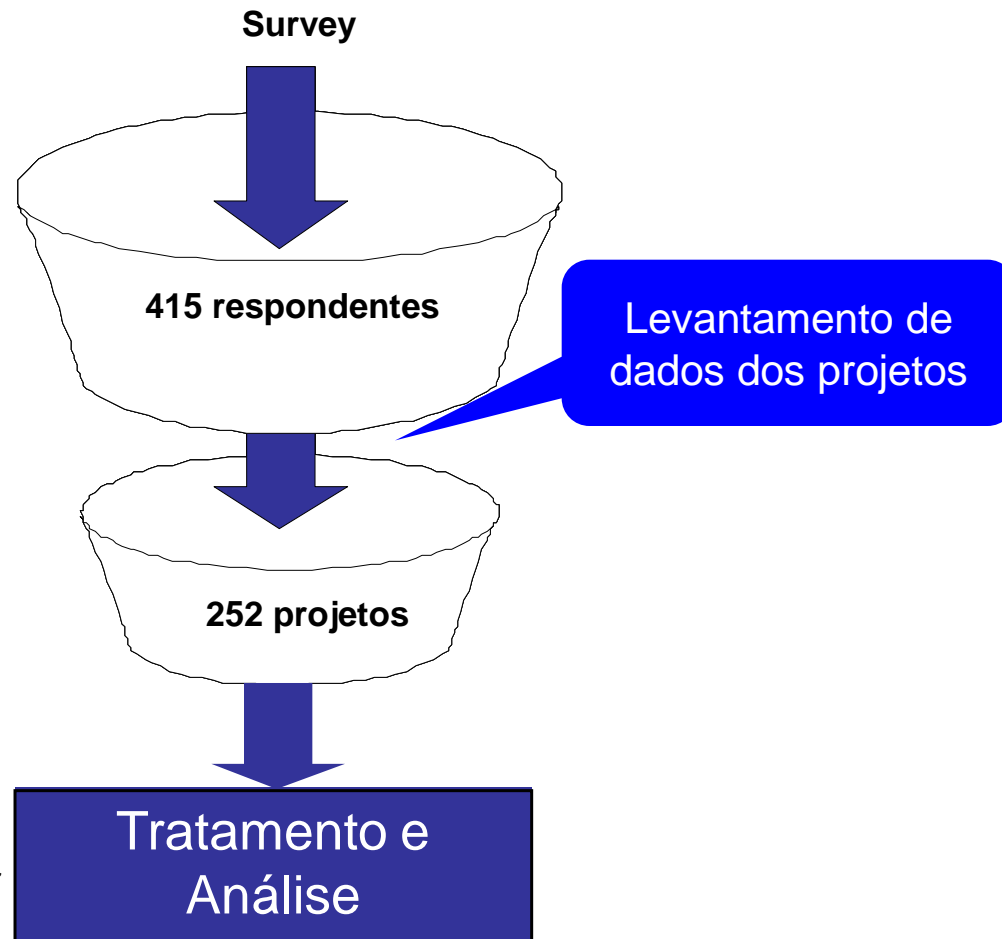 Survey
415 respondentes
Levantamento de
dados dos projetos
252 projetos
Tratamento e
Análise